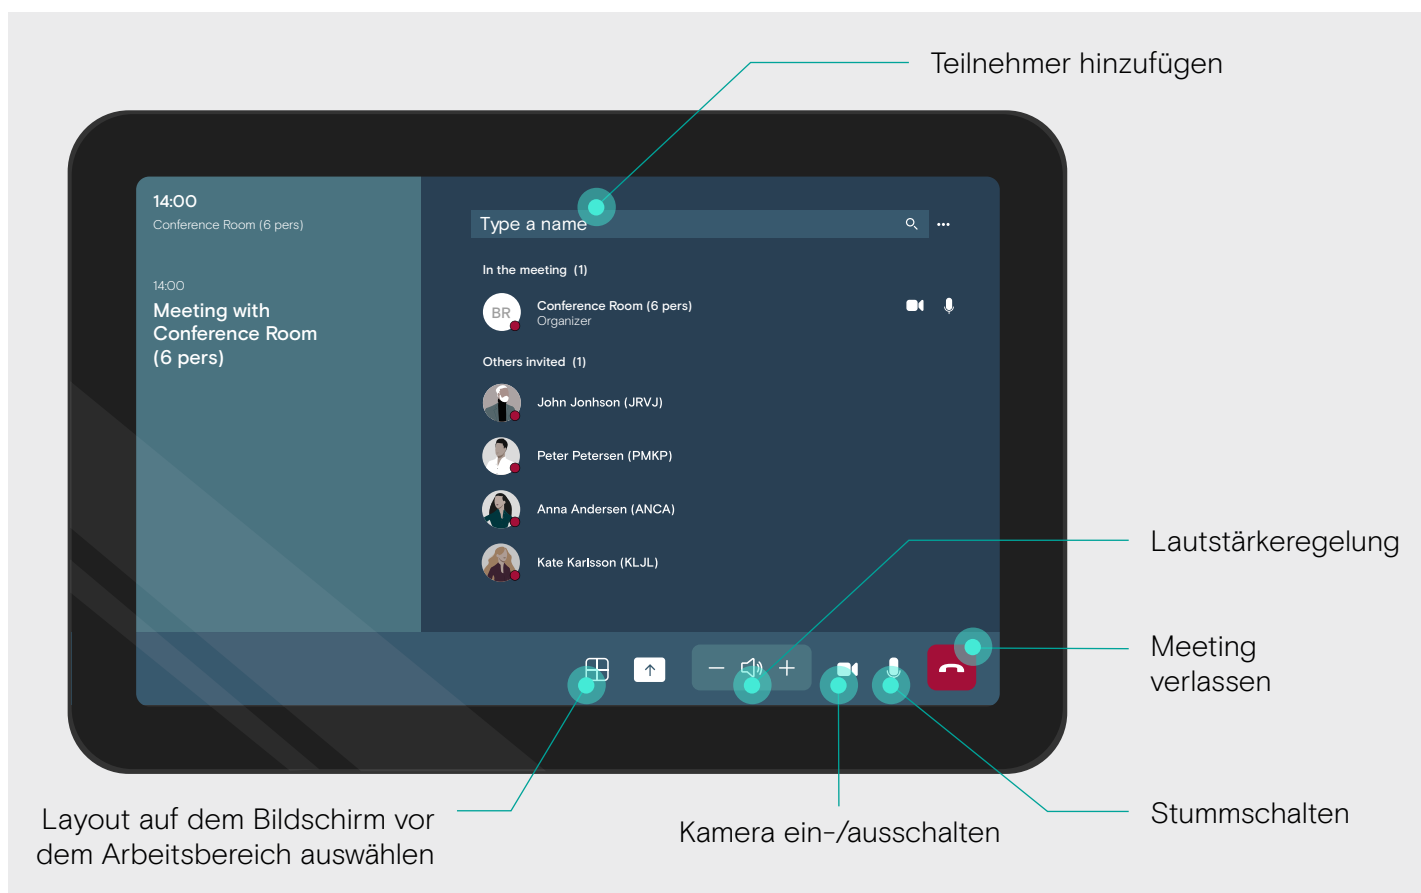 Teilnehmer hinzufügen
14:00
Conference Room (6 pers)
Type a name
In the meeting (1)
14:00
Meeting with
Conference Room
(6 pers)
BR
Conference Room (6 pers)
Organizer
Others invited (1)
John Jonhson (JRVJ)
Peter Petersen (PMKP)
Anna Andersen (ANCA)
Kate Karlsson (KLJL)
Lautstärkeregelung
Meeting
verlassen
Stummschalten
Kamera ein-/ausschalten
Layout auf dem Bildschirm vor
dem Arbeitsbereich auswählen